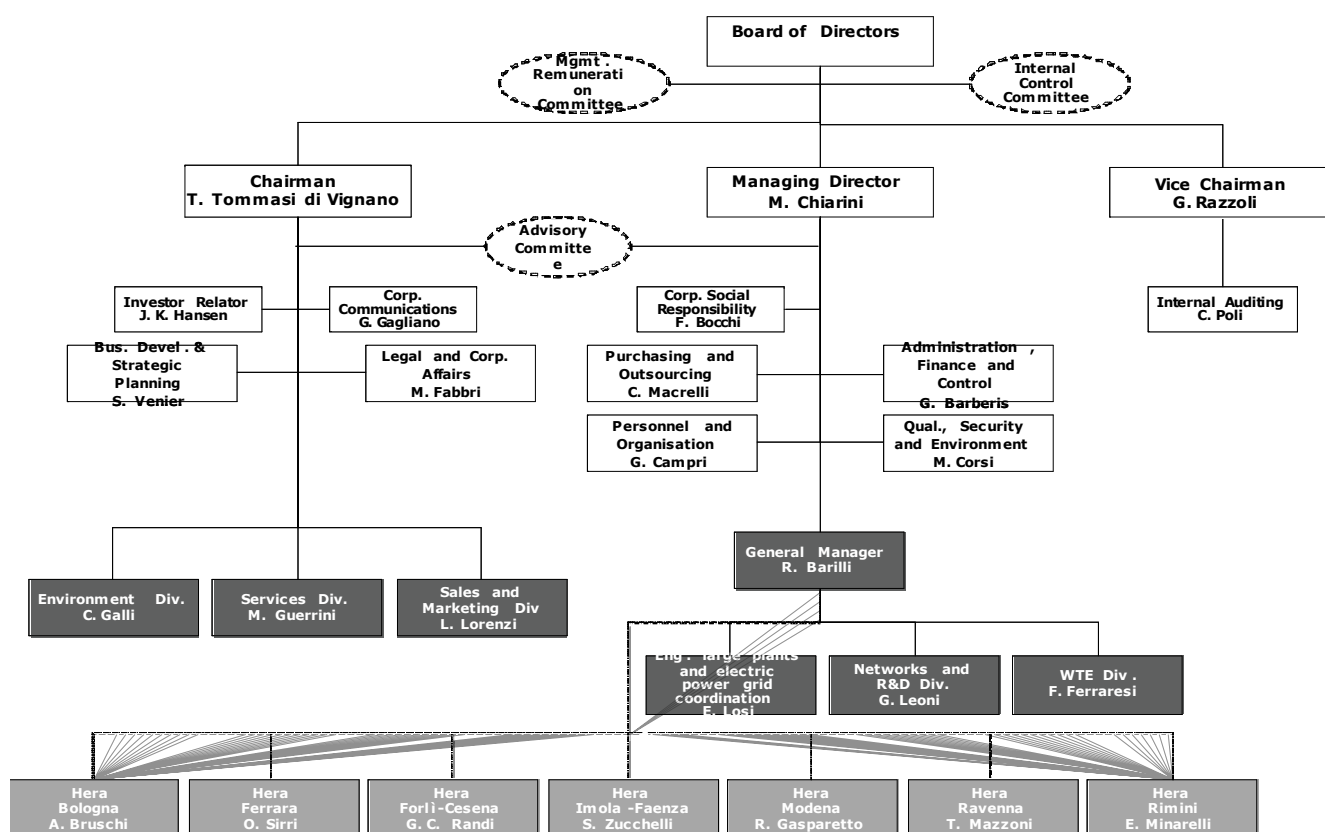 Board of Directors
Mgmt.
Remunerati
on
Committee
Internal
Control
Committee
Chairman
T. Tommasi di Vignano
Managing Director
M. Chiarini
Vice Chairman
G. Razzoli
Advisory
Committe
e
Investor Relator
J. K. Hansen
Corp.
Communications
G. Gagliano
Corp. Social
Responsibility
F. Bocchi
Internal Auditing
C. Poli
Bus. Devel. &
Strategic
Planning
S. Venier
Legal and Corp.
Affairs
M. Fabbri
Purchasing and
Outsourcing
C. Macrelli
Administration ,
Finance and
Control
G. Barberis
Personnel and
Organisation
G. Campri
Qual., Security
and Environment
M. Corsi
General Manager
R. Barilli
Environment Div.
C. Galli
Services Div.
M. Guerrini
Sales and
Marketing Div
L. Lorenzi
Eng. large plants
and electric
power grid
coordination
E. Losi
Networks and
R&D Div.
G. Leoni
WTE Div.
F. Ferraresi
Hera
Bologna
A. Bruschi
Hera
Ferrara
O. Sirri
Hera
Forlì-Cesena
G. C. Randi
Hera
Imola-Faenza
S. Zucchelli
Hera
Modena
R. Gasparetto
Hera
Ravenna
T. Mazzoni
Hera
Rimini
E. Minarelli